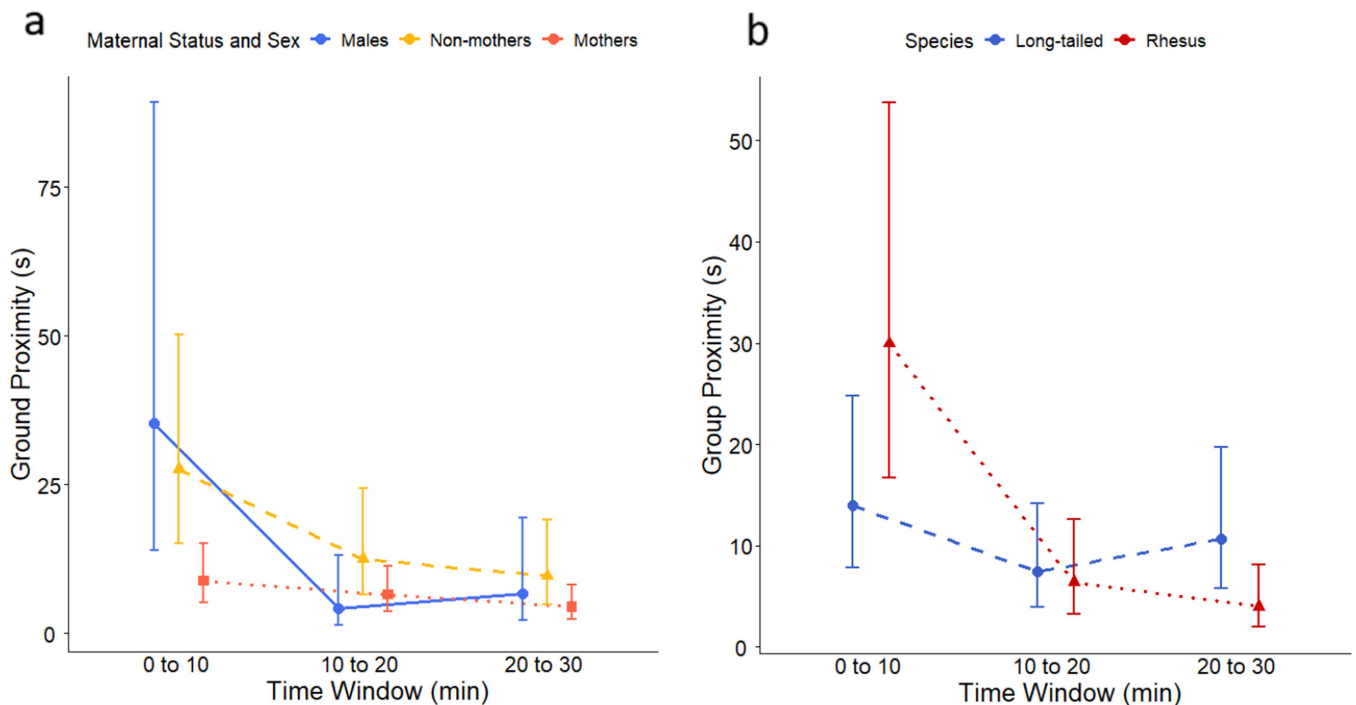 a
Maternal Status and Sex Males Non-mothers Mothers
Ground Proximity (s)
75
50
25
0
0 to 10 10 to 20 20 to 30
Time Window (min)
b
Species Long-tailed Rhesus
Group Proximity (s)
50
40
30
20
10
0
0 to 10 10 to 20 20 to 30
Time Window (min)